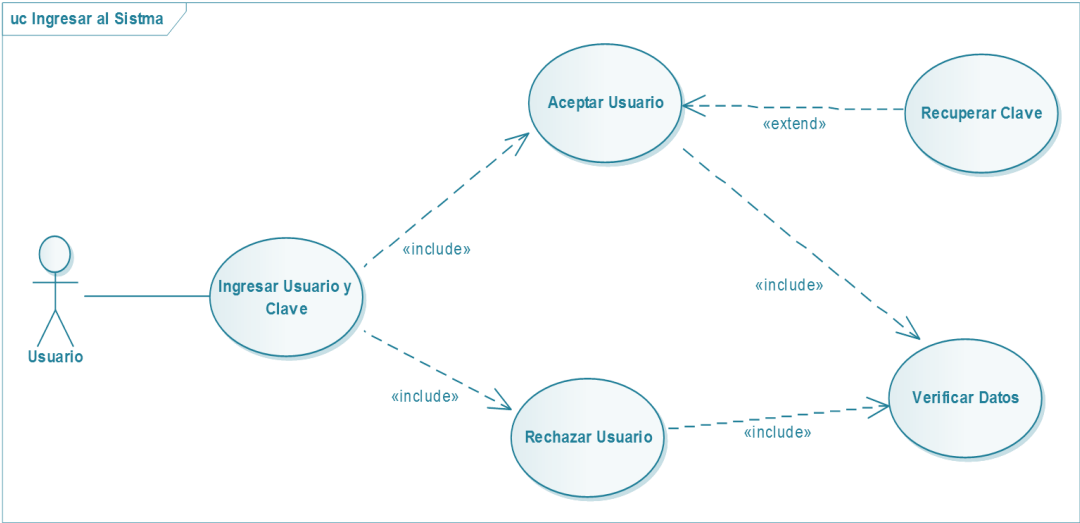 uc Ingresar al Sistma
Aceptar Usuario
Recuperar Clave
«extend»
«include»
Ingresar Usuario y
Clave
«include»
Usuario
«include»
Verificar Datos
Rechazar Usuario
«include»